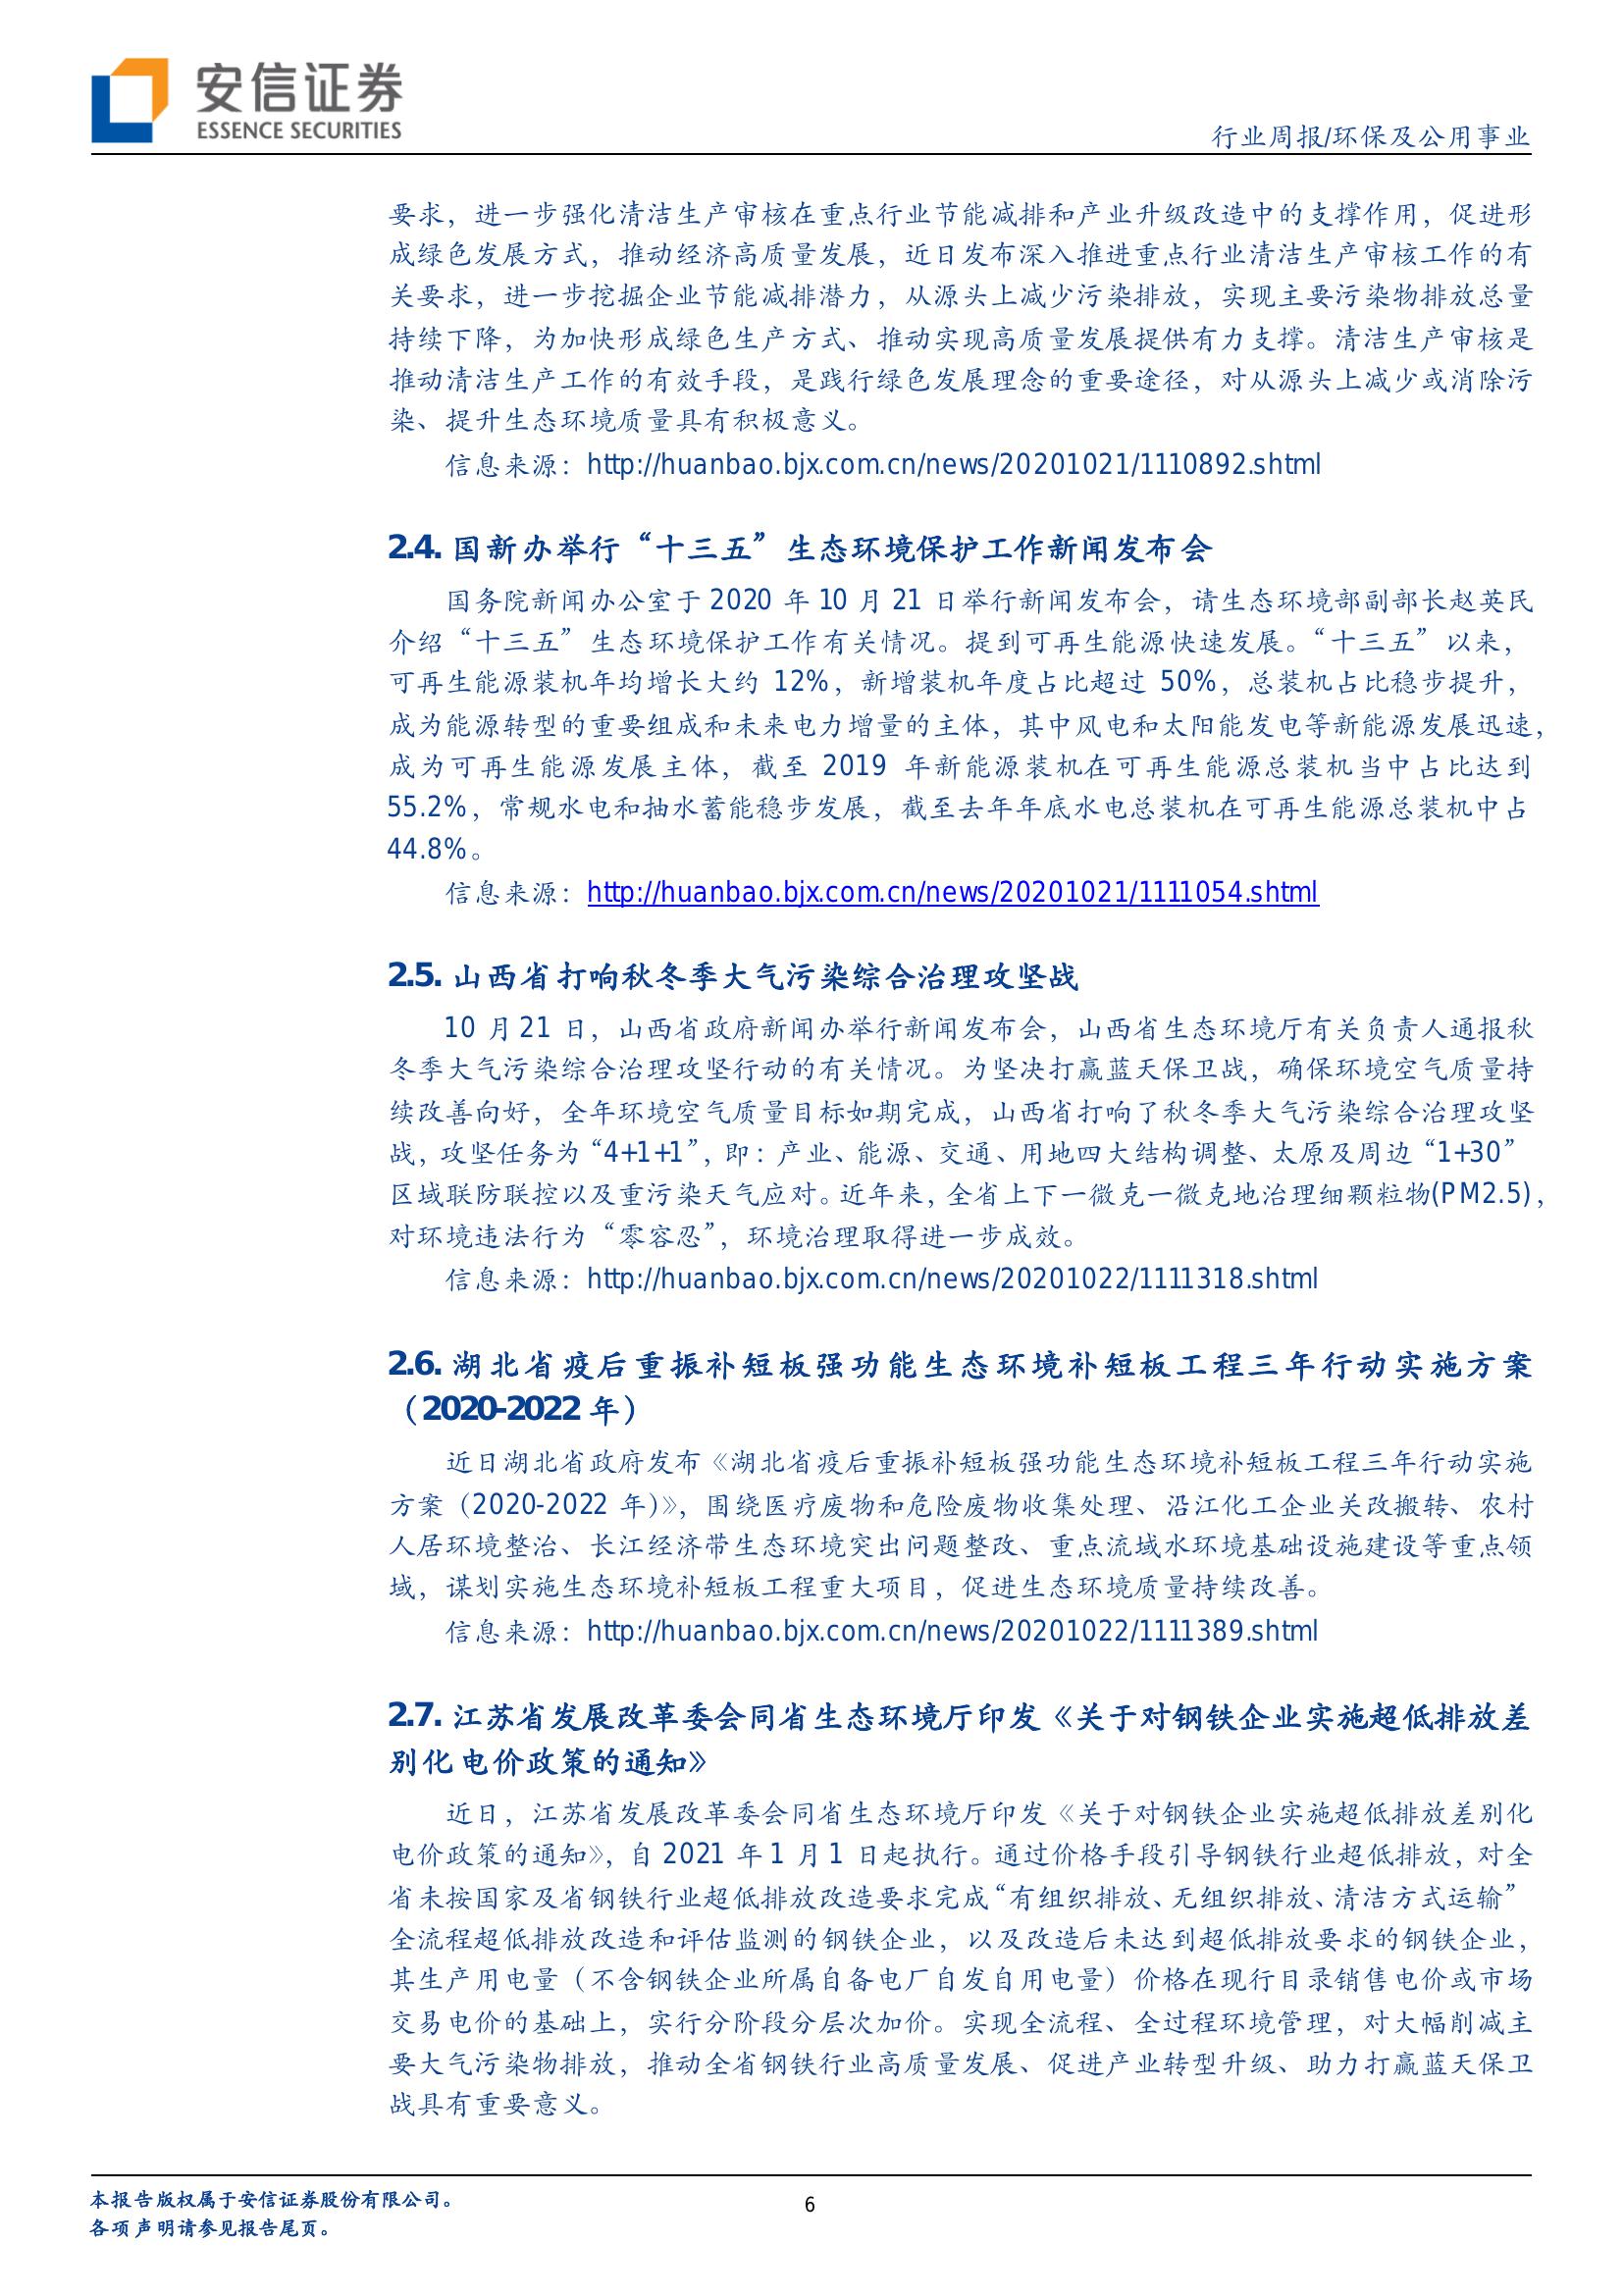 安信证券
ESSENCE SECURITIES
行业周报/环保及公用事业
要求，进一步强化清洁生产审核在重点行业节能减排和产业升级改造中的支撑作用，促进形
成绿色发展方式，推动经济高质量发展，近日发布深入推进重点行业清洁生产审核工作的有
关要求，进一步挖掘企业节能减排潜力，从源头上减少污染排放，实现主要污染物排放总量
持续下降，为加快形成绿色生产方式、推动实现高质量发展提供有力支撑。清洁生产审核是
推动清洁生产工作的有效手段，是践行绿色发展理念的重要途径，对从源头上减少或消除污
染、提升生态环境质量具有积极意义。
信息来源：http://huanbao.bjx.com.cn/news/20201021/1110892.shtml
2.4. 国新办举行“十三五”生态环境保护工作新闻发布会
国务院新闻办公室于 2020 年 10 月 21 日举行新闻发布会，请生态环境部副部长赵英民
介绍“十三五”生态环境保护工作有关情况。提到可再生能源快速发展。“十三五”以来，
可再生能源装机年均增长大约 12%，新增装机年度占比超过 50%，总装机占比稳步提升，
成为能源转型的重要组成和未来电力增量的主体，其中风电和太阳能发电等新能源发展迅速，
成为可再生能源发展主体，截至 2019 年新能源装机在可再生能源总装机当中占比达到
55.2%，常规水电和抽水蓄能稳步发展，截至去年年底水电总装机在可再生能源总装机中占
44.8%。
信息来源：http://huanbao.bjx.com.cn/news/20201021/1111054.shtml
2.5. 山西省打响秋冬季大气污染综合治理攻坚战
10 月 21 日，山西省政府新闻办举行新闻发布会，山西省生态环境厅有关负责人通报秋
冬季大气污染综合治理攻坚行动的有关情况。为坚决打赢蓝天保卫战，确保环境空气质量持
续改善向好，全年环境空气质量目标如期完成，山西省打响了秋冬季大气污染综合治理攻坚
战，攻坚任务为“4+1+1”，即：产业、能源、交通、用地四大结构调整、太原及周边“1+30”
区域联防联控以及重污染天气应对。近年来，全省上下一微克一微克地治理细颗粒物(PM2.5)，
对环境违法行为“零容忍”，环境治理取得进一步成效。
信息来源：http://huanbao.bjx.com.cn/news/20201022/1111318.shtml
2.6. 湖北省疫后重振补短板强功能生态环境补短板工程三年行动实施方案
（2020-2022 年）
近日湖北省政府发布《湖北省疫后重振补短板强功能生态环境补短板工程三年行动实施
方案（2020-2022 年）》，围绕医疗废物和危险废物收集处理、沿江化工企业关改搬转、农村
人居环境整治、长江经济带生态环境突出问题整改、重点流域水环境基础设施建设等重点领
域，谋划实施生态环境补短板工程重大项目，促进生态环境质量持续改善。
信息来源：http://huanbao.bjx.com.cn/news/20201022/1111389.shtml
2.7. 江苏省发展改革委会同省生态环境厅印发《关于对钢铁企业实施超低排放差
别化电价政策的通知》
近日，江苏省发展改革委会同省生态环境厅印发《关于对钢铁企业实施超低排放差别化
电价政策的通知》，自 2021 年 1 月 1 日起执行。通过价格手段引导钢铁行业超低排放，对全
省未按国家及省钢铁行业超低排放改造要求完成“有组织排放、无组织排放、清洁方式运输”
全流程超低排放改造和评估监测的钢铁企业，以及改造后未达到超低排放要求的钢铁企业，
其生产用电量（不含钢铁企业所属自备电厂自发自用电量）价格在现行目录销售电价或市场
交易电价的基础上，实行分阶段分层次加价。实现全流程、全过程环境管理，对大幅削减主
要大气污染物排放，推动全省钢铁行业高质量发展、促进产业转型升级、助力打赢蓝天保卫
战具有重要意义。
本报告版权属于安信证券股份有限公司。
各项声明请参见报告尾页。
6